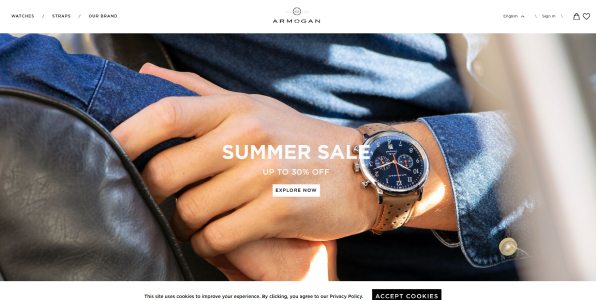 WATCHES / STRAPS / OUR BRAND
ARMOGAN
English
Sign In
SUMMER SALE
UP TO 30% OFF
EXPLORE NOW
This site uses cookies to improve your experience. By clicking, you agree to our Privacy Policy.
ACCEPT COOKIES